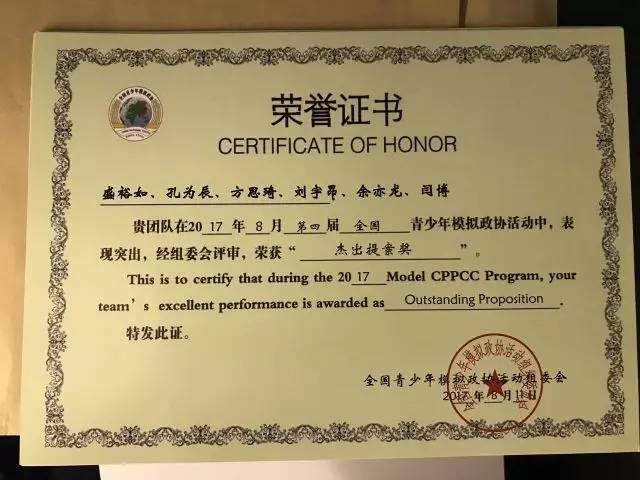 荣誉证书
CERTIFICATE OF HONOR
盛裕如、孔为辰、方思琦、刘宇昂、余亦龙、闫博
贵团队在2017年8月第四届全国青少年模拟政协活动中，表
现突出，经组委会评审，荣获“杰出提案奖”。
This is to certify that during the 2017 Model CPPCC Program, your
team's excellent performance is awarded as Outstanding Proposition.
特发此证。
全国青少年模拟政协活动组委会
2017年8月11日